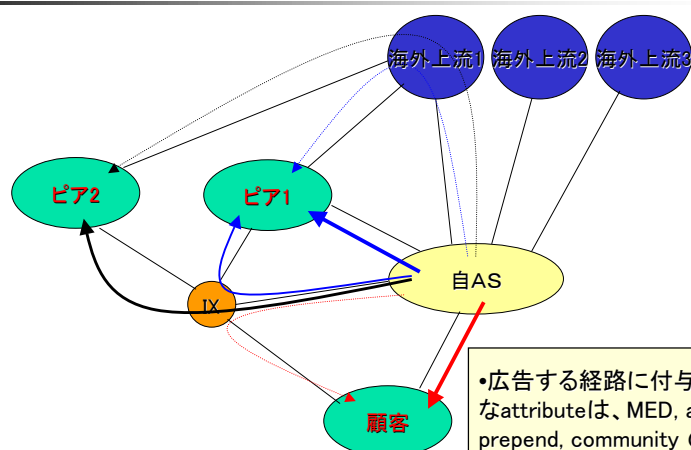 海外上流1 海外上流2 海外上流3
ピア2 ピア1
自AS
IX
顧客
•広告する経路に付与
なattributeは、MED,
prepend, community